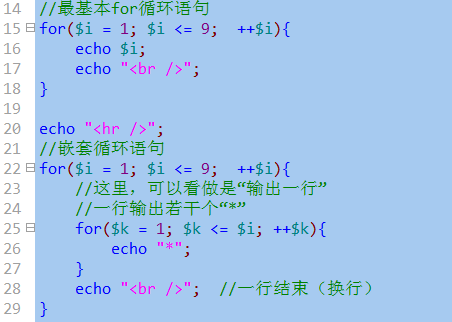 14 //最基本for循环语句
15 for($i = 1; $i <= 9;  ++$i){
16     echo $i;
17     echo "<br />";
18 }
19
20 echo "<hr />";
21 //嵌套循环语句
22 for($i = 1; $i <= 9;  ++$i){
23     //这里，可以看做是“输出一行”
24     //一行输出若干个“*”
25     for($k = 1; $k <= $i; ++$k){
26         echo "*";
27     }
28     echo "<br />";  //一行结束（换行）
29 }